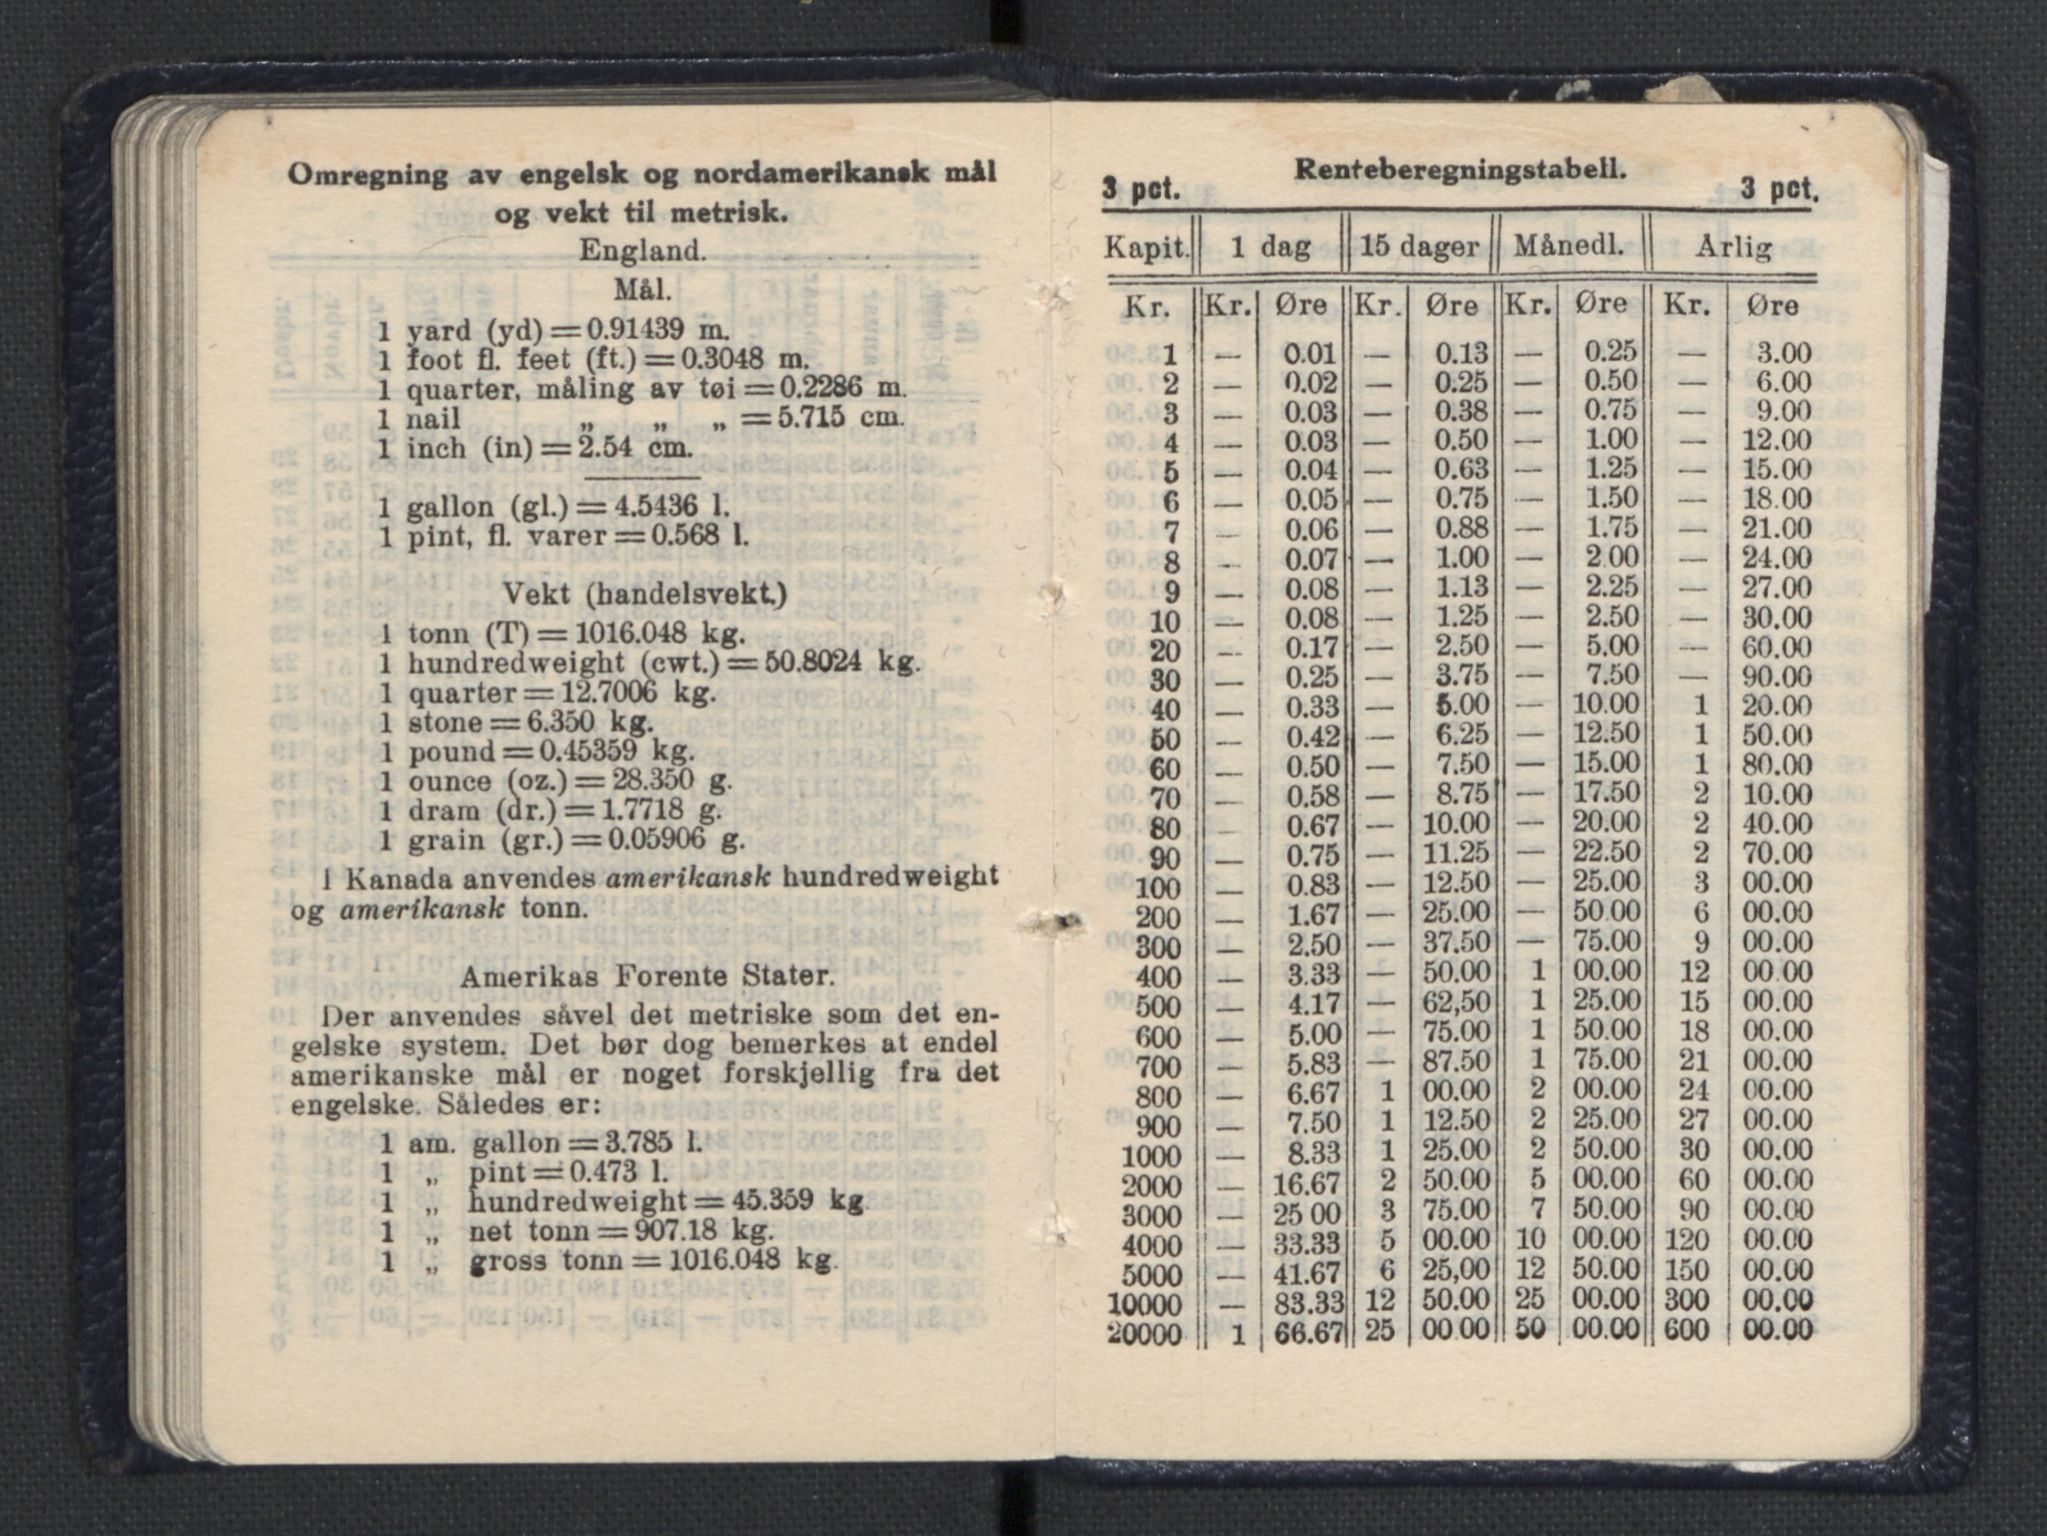 Omregning av engelsk og nordamerikansk mål
og vekt til metrisk.
England.
Mål.
1 yard (yd) = 0.91439 m.
1 foot fl. feet (ft.) = 0.3048 m.
1 quarter, måling av tøi = 0.2286 m.
1 nail „ „ „ = 5.715 cm.
1 inch (in) = 2.54 cm.
1 gallon (gl.) = 4.5436 l.
1 pint, fl. varer = 0.568 l.
Vekt (handelsvekt.)
1 tonn (T) = 1016.048 kg.
1 hundredweight (cwt.) = 50.8024 kg.
1 quarter = 12.7006 kg.
1 stone = 6.350 kg.
1 pound = 0.45359 kg.
1 ounce (oz.) = 28.350 g.
1 dram (dr.) = 1.7718 g.
1 grain (gr.) = 0.05906 g.
I Kanada anvendes amerikansk hundredweight
og amerikansk tonn.
Amerikas Forente Stater.
Der anvendes såvel det metriske som det en-
gelske system. Det bør dog bemerkes at endel
amerikanske mål er noget forskjellig fra det
engelske. Således er:
1 am. gallon = 3.785 l.
1 „ pint = 0.473 l.
1 „ hundredweight = 45.359 kg
1 „ net tonn = 907.18 kg.
1 „ gross tonn = 1016.048 kg.
Renteberegningstabell.
3 pct. 3 pct.
Kapit. 1 dag 15 dager Månedl. Årlig
Kr. Kr. Øre Kr. Øre Kr. Øre Kr. Øre
1 — 0.01 — 0.13 — 0.25 — 3.00
2 — 0.02 — 0.25 — 0.50 — 6.00
3 — 0.03 — 0.38 — 0.75 — 9.00
4 — 0.03 — 0.50 — 1.00 — 12.00
5 — 0.04 — 0.63 — 1.25 — 15.00
6 — 0.05 — 0.75 — 1.50 — 18.00
7 — 0.06 — 0.88 — 1.75 — 21.00
8 — 0.07 — 1.00 — 2.00 — 24.00
9 — 0.08 — 1.13 — 2.25 — 27.00
10 — 0.08 — 1.25 — 2.50 — 30.00
20 — 0.17 — 2.50 — 5.00 — 60.00
30 — 0.25 — 3.75 — 7.50 — 90.00
40 — 0.33 — 5.00 — 10.00 1 20.00
50 — 0.42 — 6.25 — 12.50 1 50.00
60 — 0.50 — 7.50 — 15.00 1 80.00
70 — 0.58 — 8.75 — 17.50 2 10.00
80 — 0.67 — 10.00 — 20.00 2 40.00
90 — 0.75 — 11.25 — 22.50 2 70.00
100 — 0.83 — 12.50 — 25.00 3 00.00
200 — 1.67 — 25.00 — 50.00 6 00.00
300 — 2.50 — 37.50 — 75.00 9 00.00
400 — 3.33 — 50.00 1 00.00 12 00.00
500 — 4.17 — 62,50 1 25.00 15 00.00
600 — 5.00 — 75.00 1 50.00 18 00.00
700 — 5.83 — 87.50 1 75.00 21 00.00
800 — 6.67 1 00.00 2 00.00 24 00.00
900 — 7.50 1 12.50 2 25.00 27 00.00
1000 — 8.33 1 25.00 2 50.00 30 00.00
2000 — 16.67 2 50.00 5 00.00 60 00.00
3000 — 25 00 3 75.00 7 50.00 90 00.00
4000 — 33.33 5 00.00 10 00.00 120 00.00
5000 — 41.67 6 25,00 12 50.00 150 00.00
10000 — 83.33 12 50.00 25 00.00 300 00.00
20000 1 66.67 25 00 00 50 00.00 600 00.00